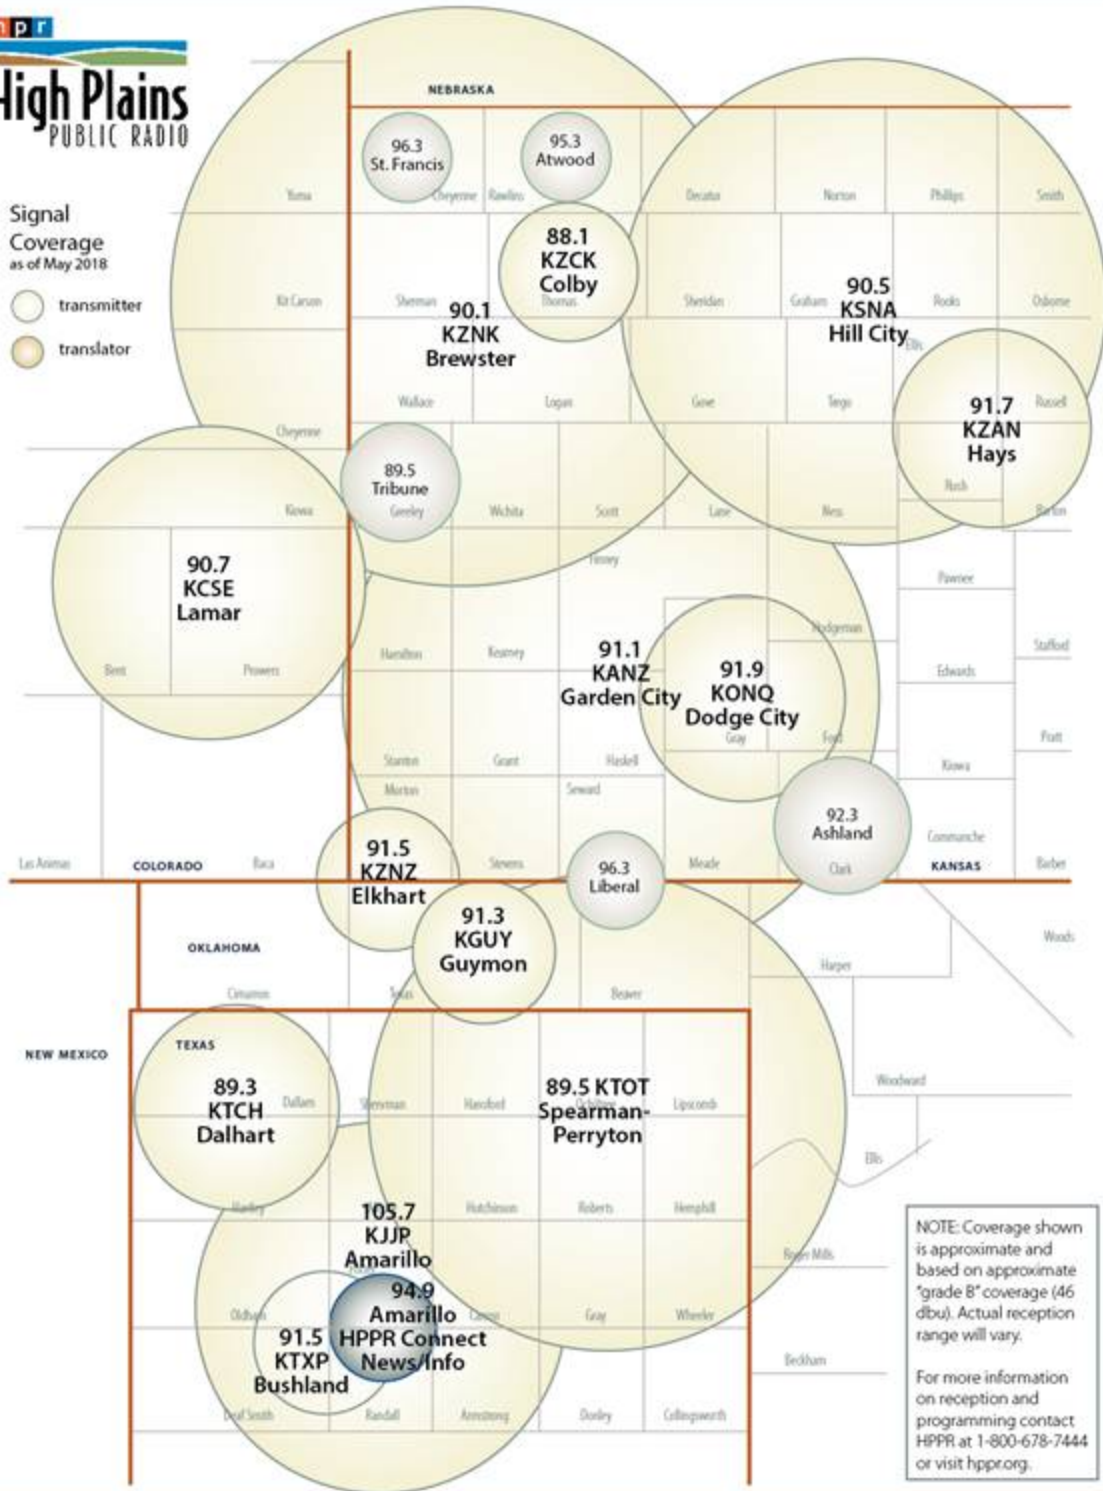 npr
High Plains
PUBLIC RADIO
Signal
Coverage
as of May 2018
transmitter
translator
NEBRASKA
96.3
St. Francis
95.3
Atwood
Yuma
Cheyenne
Rawlins
Decatur
Norton
Phillips
Smith
88.1
KZCK
Colby
Kit Carson
Sherman
Thomas
Sheridan
Graham
Rooks
Osborne
90.1
KZNK
Brewster
90.5
KSNA
Hill City
Ellis
Wallace
Logan
Gove
Trego
Russell
91.7
KZAN
Hays
Cheyenne
89.5
Tribune
Rush
Kiowa
Greeley
Wichita
Scott
Lane
Ness
Barton
90.7
KCSE
Lamar
Finney
Pawnee
Hodgeman
Stafford
Hamilton
Kearney
91.1
KANZ
Garden City
91.9
KONQ
Dodge City
Bent
Prowers
Edwards
Gray
Ford
Pratt
Stanton
Grant
Haskell
Kiowa
Morton
Seward
92.3
Ashland
Commanche
91.5
KZNZ
Elkhart
Las Animas
COLORADO
Baca
Stevens
96.3
Liberal
Meade
Clark
KANSAS
Barber
91.3
KGUY
Guymon
OKLAHOMA
Woods
Harper
Cimarron
Texas
Beaver
NEW MEXICO
TEXAS
89.3
KTCH
Dalhart
Dallam
Sherman
Hansford
Ochiltree
Lipscomb
89.5 KTOT
Spearman-
Perryton
Woodward
Ellis
Hartley
Hutchinson
Roberts
Hemphill
105.7
KJJP
Amarillo
Roger Mills
94.9
Amarillo
HPPR Connect
News/Info
Oldham
Carson
Gray
Wheeler
91.5
KTXP
Bushland
Beckham
Deaf Smith
Randall
Armstrong
Donley
Collingsworth
NOTE: Coverage shown
is approximate and
based on approximate
"grade B" coverage (46
dbu). Actual reception
range will vary.
For more information
on reception and
programming contact
HPPR at 1-800-678-7444
or visit hppr.org.